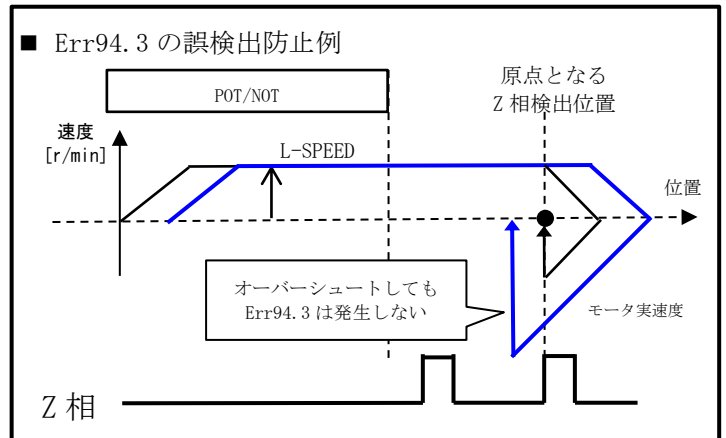 ■ Err94.3 の誤検出防止例
POT/NOT
原点となる
Z 相検出位置
速度
[r/min]
L-SPEED
位置
オーバーシュートしても
Err94.3 は発生しない
モータ実速度
Z 相